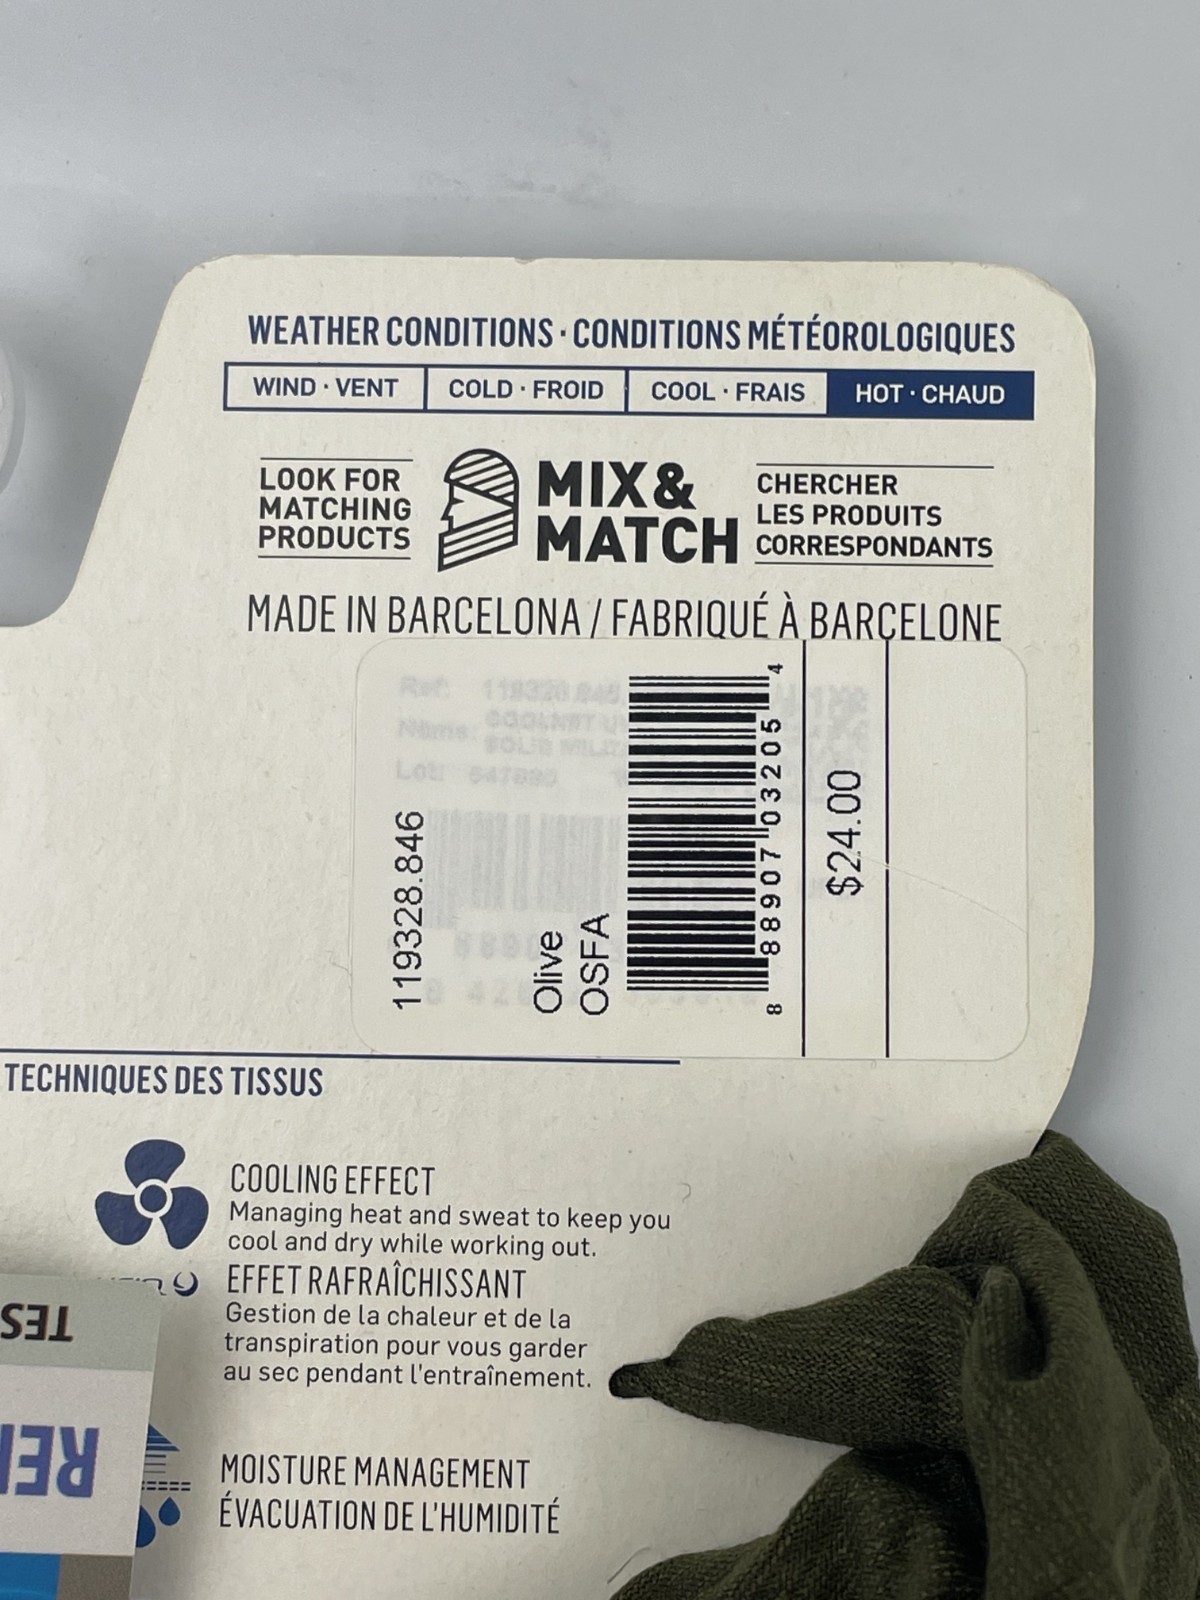 WEATHER CONDITIONS · CONDITIONS MÉTÉOROLOGIQUES
WIND · VENT
COLD · FROID
COOL · FRAIS
HOT · CHAUD
LOOK FOR
MATCHING
PRODUCTS
MIX &
MATCH
CHERCHER
LES PRODUITS
CORRESPONDANTS
MADE IN BARCELONA / FABRIQUÉ À BARCELONE
119328.846
Olive
OSFA
8 88907 03205 4
$24.00
TECHNIQUES DES TISSUS
COOLING EFFECT
Managing heat and sweat to keep you
cool and dry while working out.
EFFET RAFRAÎCHISSANT
Gestion de la chaleur et de la
transpiration pour vous garder
au sec pendant l'entraînement.
MOISTURE MANAGEMENT
ÉVACUATION DE L'HUMIDITÉ